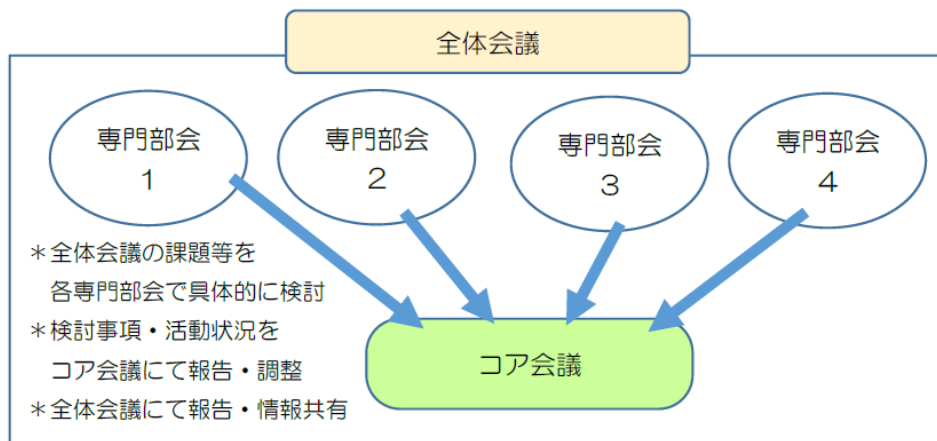 全体会議
専門部会
1
専門部会
2
専門部会
3
専門部会
4
＊全体会議の課題等を
各専門部会で具体的に検討
＊検討事項・活動状況を
コア会議にて報告・調整
＊全体会議にて報告・情報共有
コア会議